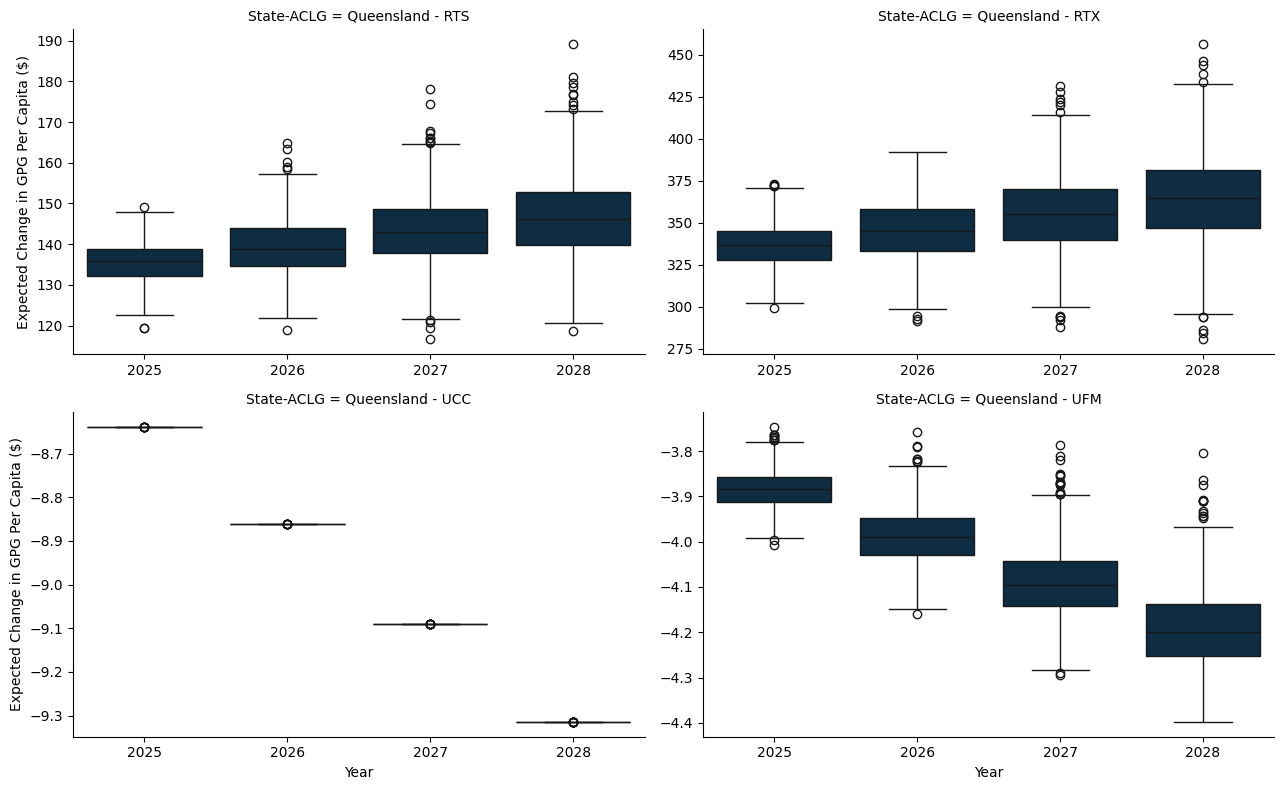 State-ACLG = Queensland - RTS
Expected Change in GPG Per Capita ($)
190
180
170
160
150
140
130
120
2025 2026 2027 2028
State-ACLG = Queensland - RTX
450
425
400
375
350
325
300
275
2025 2026 2027 2028
State-ACLG = Queensland - UCC
Expected Change in GPG Per Capita ($)
−8.7
−8.8
−8.9
−9.0
−9.1
−9.2
−9.3
2025 2026 2027 2028
Year
State-ACLG = Queensland - UFM
−3.8
−3.9
−4.0
−4.1
−4.2
−4.3
−4.4
2025 2026 2027 2028
Year